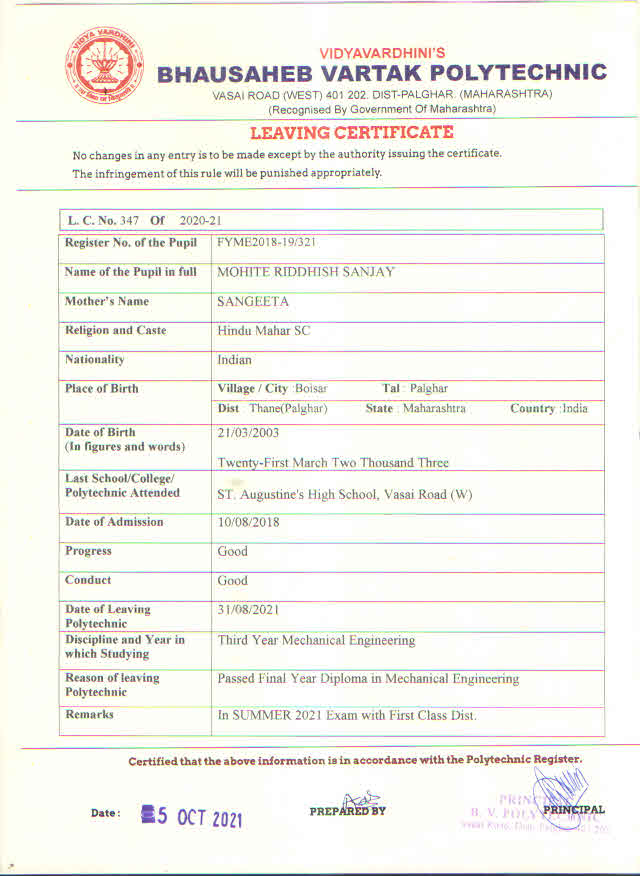 VIDYA VARDHINI
VIDYAVARDHINI'S
BHAUSAHEB VARTAK POLYTECHNIC
VASAI ROAD (WEST) 401 202. DIST-PALGHAR. (MAHARASHTRA)
(Recognised By Government Of Maharashtra)
LEAVING CERTIFICATE
No changes in any entry is to be made except by the authority issuing the certificate.
The infringement of this rule will be punished appropriately.
L. C. No. 347 Of 2020-21
Register No. of the Pupil FYME2018-19/321
Name of the Pupil in full MOHITE RIDDHISH SANJAY
Mother's Name SANGEETA
Religion and Caste Hindu Mahar SC
Nationality Indian
Place of Birth Village / City :Boisar Tal : Palghar
Dist : Thane(Palghar) State : Maharashtra Country :India
Date of Birth 21/03/2003
(In figures and words)
Twenty-First March Two Thousand Three
Last School/College/
Polytechnic Attended ST. Augustine's High School, Vasai Road (W)
Date of Admission 10/08/2018
Progress Good
Conduct Good
Date of Leaving 31/08/2021
Polytechnic
Discipline and Year in Third Year Mechanical Engineering
which Studying
Reason of leaving Passed Final Year Diploma in Mechanical Engineering
Polytechnic
Remarks In SUMMER 2021 Exam with First Class Dist.
Certified that the above information is in accordance with the Polytechnic Register.
Date : 5 OCT 2021 PREPARED BY PRINCIPAL
B. V. POLYTECHNIC
Vasai Road, Dist.